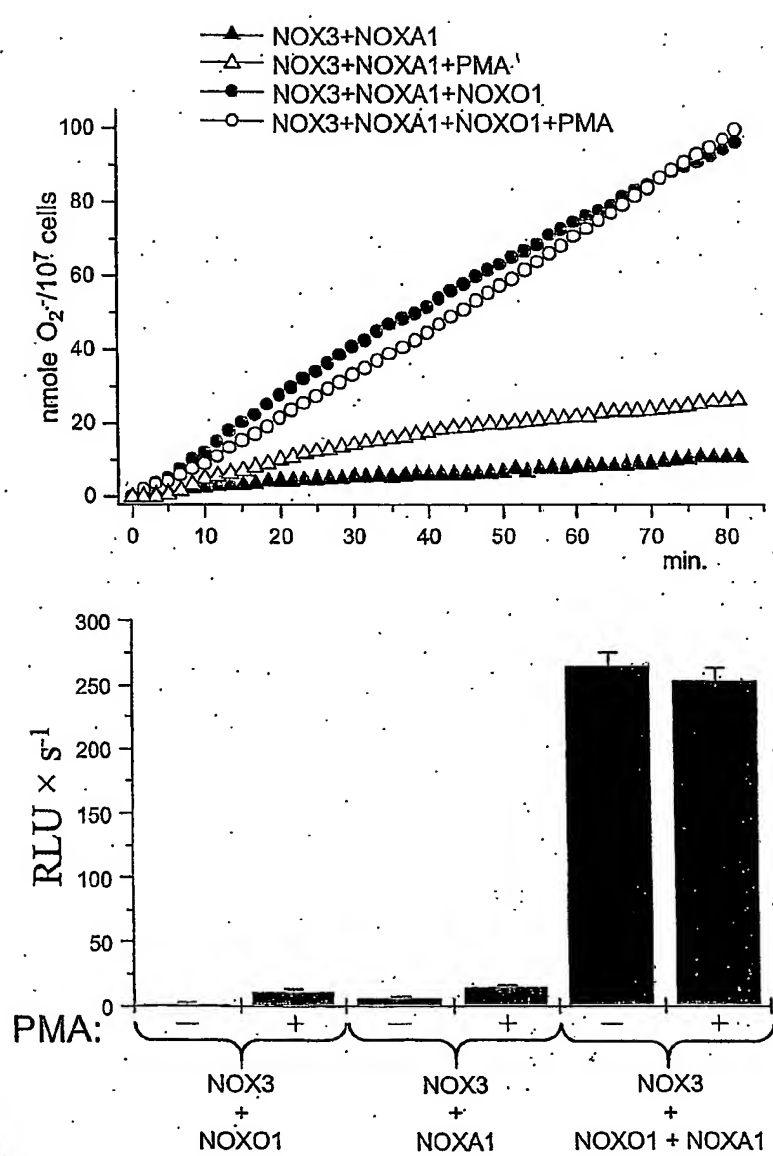 NOX3+NOXA1
NOX3+NOXA1+PMA
NOX3+NOXA1+NOXO1
NOX3+NOXA1+NOXO1+PMA
nmole O₂·⁻/10⁷ cells
100
80
60
40
20
0
0 10 20 30 40 50 60 70 80
min.
RLU × s⁻¹
300
250
200
150
100
50
0
PMA: − + − + − +
NOX3 NOX3 NOX3
+ + +
NOXO1 NOXA1 NOXO1 + NOXA1